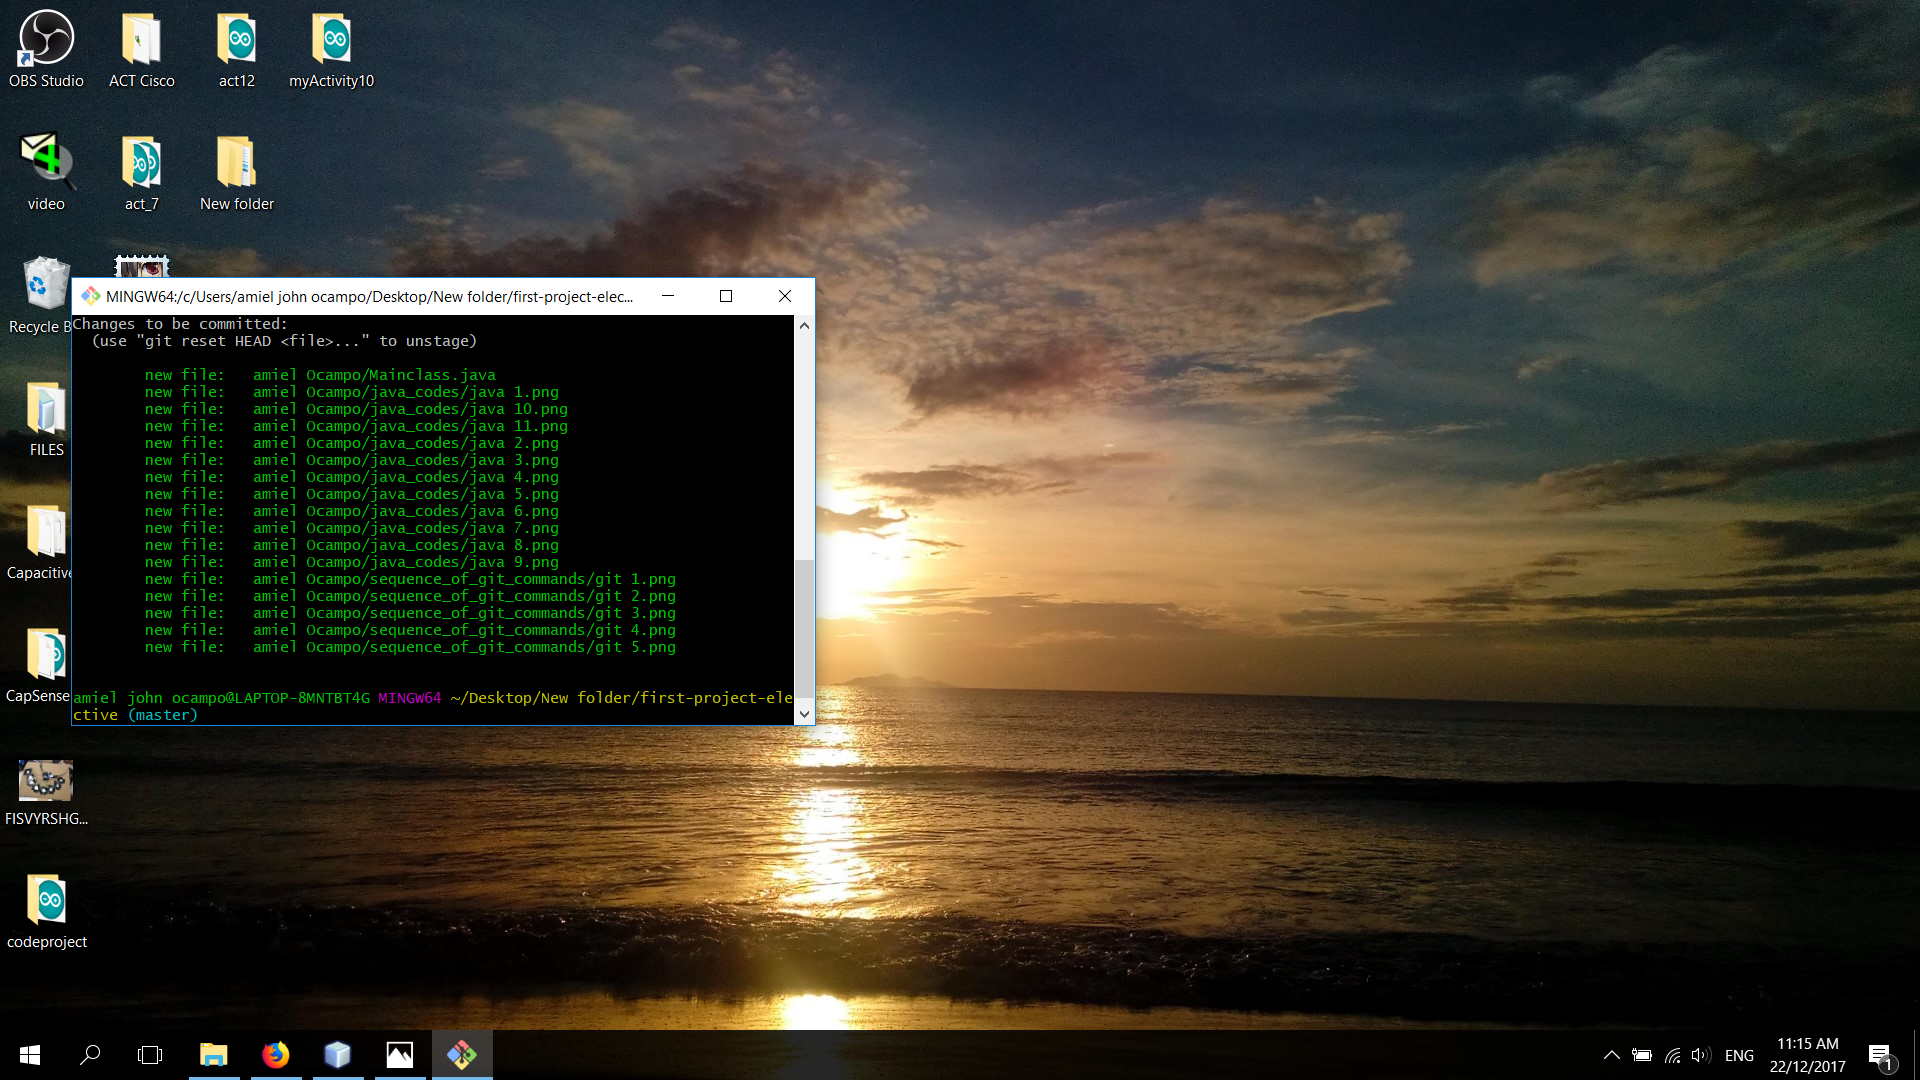 OBS Studio
ACT Cisco
act12
myActivity10
video
act_7
New folder
Recycle B
FILES
Capacitive
CapSense
FISVYRSHG...
codeproject
MINGW64:/c/Users/amiel john ocampo/Desktop/New folder/first-project-elec...
Changes to be committed:
(use "git reset HEAD <file>..." to unstage)
new file: amiel Ocampo/Mainclass.java
new file: amiel Ocampo/java_codes/java 1.png
new file: amiel Ocampo/java_codes/java 10.png
new file: amiel Ocampo/java_codes/java 11.png
new file: amiel Ocampo/java_codes/java 2.png
new file: amiel Ocampo/java_codes/java 3.png
new file: amiel Ocampo/java_codes/java 4.png
new file: amiel Ocampo/java_codes/java 5.png
new file: amiel Ocampo/java_codes/java 6.png
new file: amiel Ocampo/java_codes/java 7.png
new file: amiel Ocampo/java_codes/java 8.png
new file: amiel Ocampo/java_codes/java 9.png
new file: amiel Ocampo/sequence_of_git_commands/git 1.png
new file: amiel Ocampo/sequence_of_git_commands/git 2.png
new file: amiel Ocampo/sequence_of_git_commands/git 3.png
new file: amiel Ocampo/sequence_of_git_commands/git 4.png
new file: amiel Ocampo/sequence_of_git_commands/git 5.png
amiel john ocampo@LAPTOP-8MNTBT4G MINGW64 ~/Desktop/New folder/first-project-ele
ctive (master)
ENG
11:15 AM
22/12/2017
1